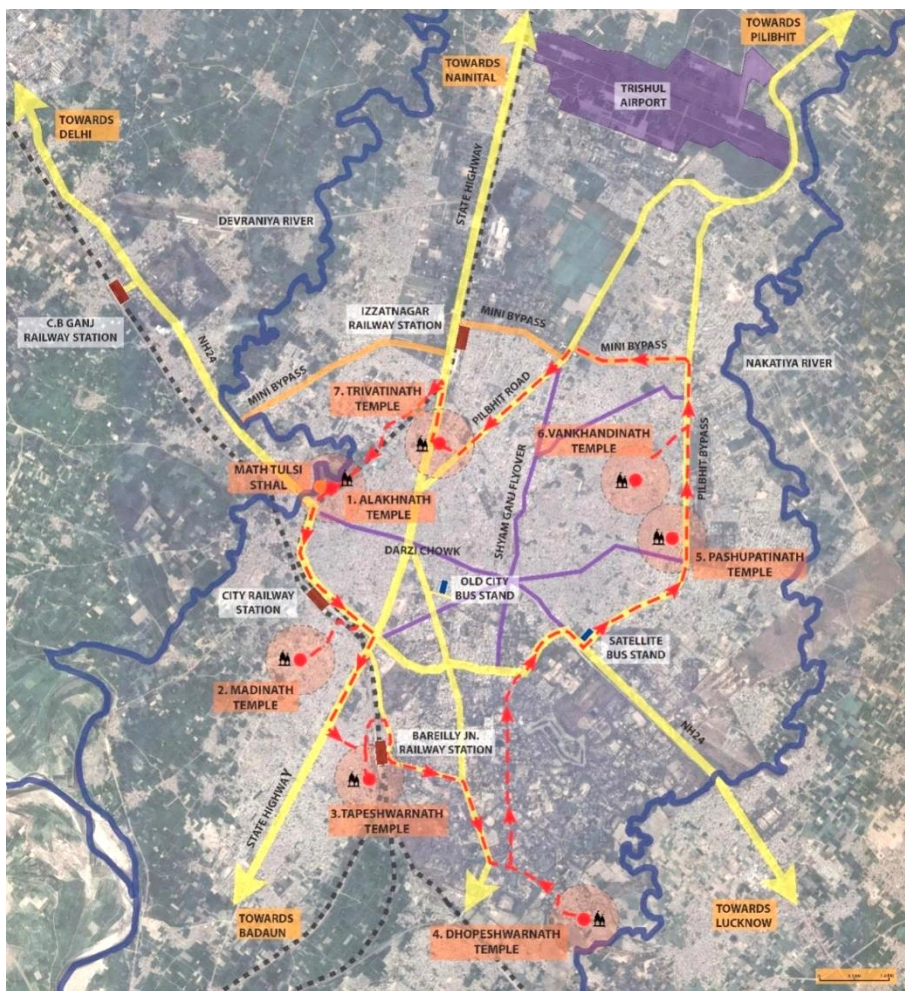 TOWARDS
PILIBHIT
TOWARDS
NAINITAL
TRISHUL
AIRPORT
TOWARDS
DELHI
STATE HIGHWAY
DEVRANIYA RIVER
C.B GANJ
RAILWAY STATION
NH24
IZZATNAGAR
RAILWAY STATION
MINI BYPASS
MINI BYPASS
MINI BYPASS
NAKATIYA RIVER
7. TRIVATINATH
TEMPLE
PILBHIT ROAD
6.VANKHANDINATH
TEMPLE
PILBHIT BYPASS
MATH TULSI
STHAL
1. ALAKHNATH
TEMPLE
SHYAM GANJ FLYOVER
DARZI CHOWK
5. PASHUPATINATH
TEMPLE
OLD CITY
BUS STAND
CITY RAILWAY
STATION
SATELLITE
BUS STAND
2. MADINATH
TEMPLE
BAREILLY JN.
RAILWAY STATION
NH24
STATE HIGHWAY
3.TAPESHWARNATH
TEMPLE
TOWARDS
BADAUN
4. DHOPESHWARNATH
TEMPLE
TOWARDS
LUCKNOW